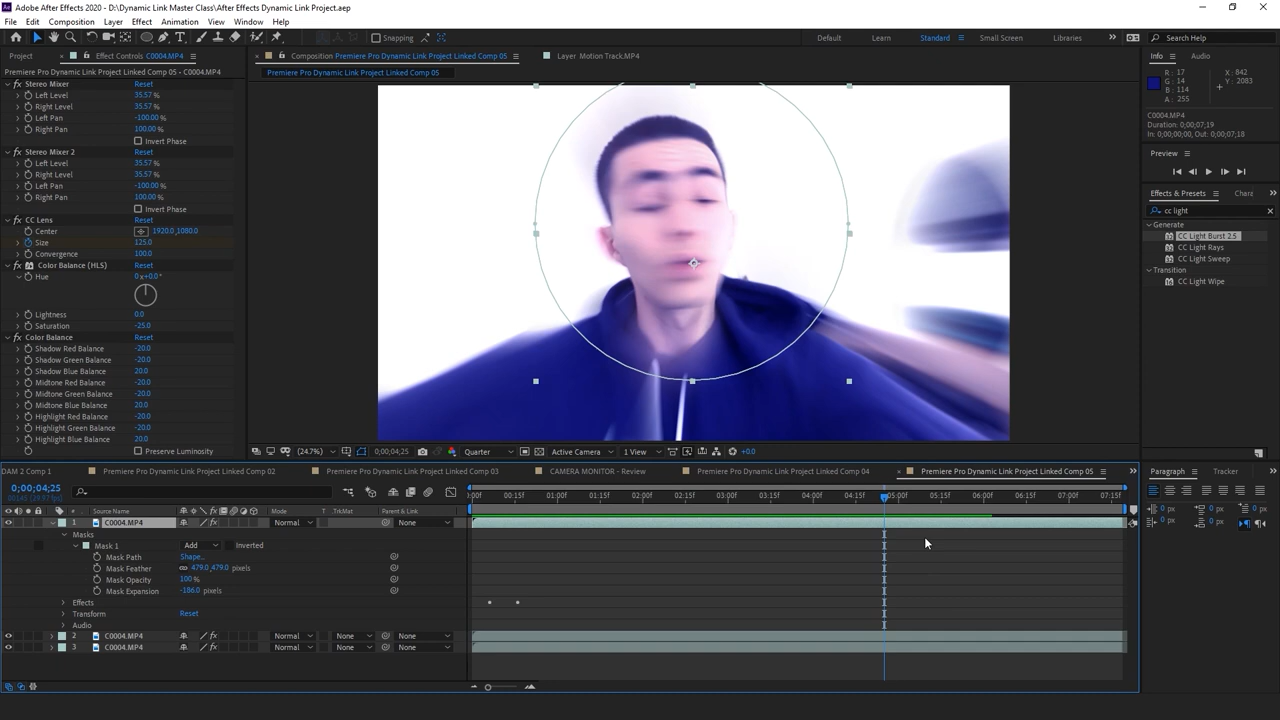 Adobe After Effects 2020 - D:\Dynamic Link Master Class\After Effects Dynamic Link Project.aep
File Edit Composition Layer Effect Animation View Window Help
Snapping Default Learn Standard Small Screen Libraries Search Help
Project Effect Controls C0004.MP4 Composition Premiere Pro Dynamic Link Project Linked Comp 05 Layer Motion Track.MP4 Info Audio
Premiere Pro Dynamic Link Project Linked Comp 05 - C0004.MP4 Premiere Pro Dynamic Link Project Linked Comp 05
R : 17 X : 842
G : 14 Y : 2083
B : 114
A : 255
C0004.MP4
Duration: 0;00;07;19
In: 0;00;00;00, Out: 0;00;07;18
Preview
Effects & Presets Chara
cc light
Generate
CC Light Burst 2.5
CC Light Rays
CC Light Sweep
Transition
CC Light Wipe
Stereo Mixer Reset
Left Level 35.57 %
Right Level 35.57 %
Left Pan -100.00 %
Right Pan 100.00 %
Invert Phase
Stereo Mixer 2 Reset
Left Level 35.57 %
Right Level 35.57 %
Left Pan -100.00 %
Right Pan 100.00 %
Invert Phase
CC Lens Reset
Center 1920.0,1080.0
Size 125.0
Convergence 100.0
Color Balance (HLS) Reset
Hue 0x+0.0°
Lightness 0.0
Saturation -25.0
Color Balance Reset
Shadow Red Balance -20.0
Shadow Green Balance -20.0
Shadow Blue Balance 20.0
Midtone Red Balance -20.0
Midtone Green Balance -20.0
Midtone Blue Balance 20.0
Highlight Red Balance -20.0
Highlight Green Balance -20.0
Highlight Blue Balance 20.0
Preserve Luminosity
(24.7%) 0;00;04;25 Quarter Active Camera 1 View +0.0
DAM 2 Comp 1 Premiere Pro Dynamic Link Project Linked Comp 02 Premiere Pro Dynamic Link Project Linked Comp 03 CAMERA MONITOR - Review Premiere Pro Dynamic Link Project Linked Comp 04 Premiere Pro Dynamic Link Project Linked Comp 05
Paragraph Tracker
0;00;04;25
00145 (29.97 fps)
:00f 00:15f 01:00f 01:15f 02:00f 02:15f 03:00f 03:15f 04:00f 04:15f 05:00f 05:15f 06:00f 06:15f 07:00f 07:15f
# Source Name Mode T TrkMat Parent & Link
1 C0004.MP4 Normal None
Masks
Mask 1 Add Inverted
Mask Path Shape...
Mask Feather 479.0,479.0 pixels
Mask Opacity 100 %
Mask Expansion -106.0 pixels
Effects
Transform Reset
Audio
2 C0004.MP4 Normal None None
3 C0004.MP4 Normal None None
0 px 0 px
0 px 0 px
0 px